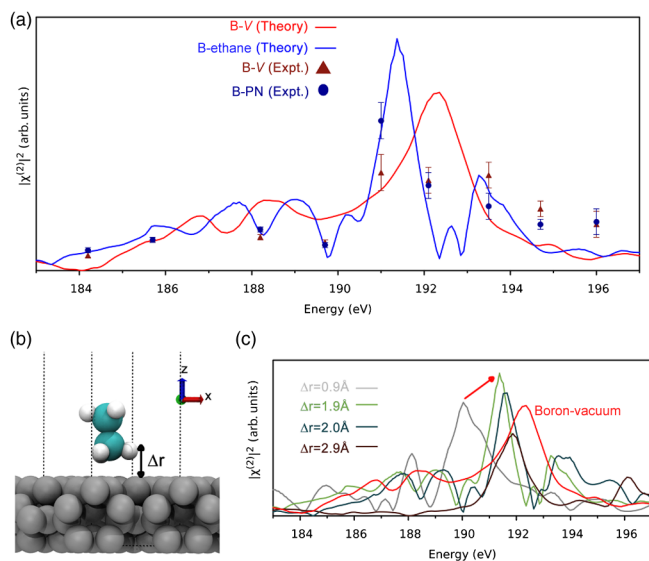 (a)
B-V (Theory)
B-ethane (Theory)
B-V (Expt.)
B-PN (Expt.)
|χ⁽²⁾|² (arb. units)
184 186 188 190 192 194 196
Energy (eV)
(b)
z
x
Δr
(c)
Δr=0.9Å
Δr=1.9Å
Δr=2.0Å
Δr=2.9Å
Boron-vacuum
|χ⁽²⁾|² (arb. units)
184 186 188 190 192 194 196
Energy (eV)